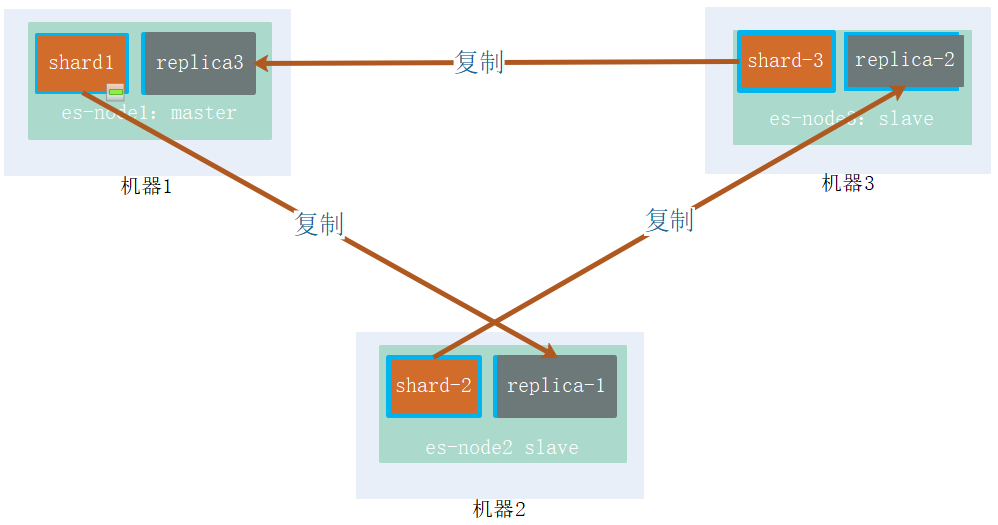 shard1
replica3
es-node1：master
机器1
复制
shard-3
replica-2
es-node3：slave
机器3
复制
复制
shard-2
replica-1
es-node2 slave
机器2